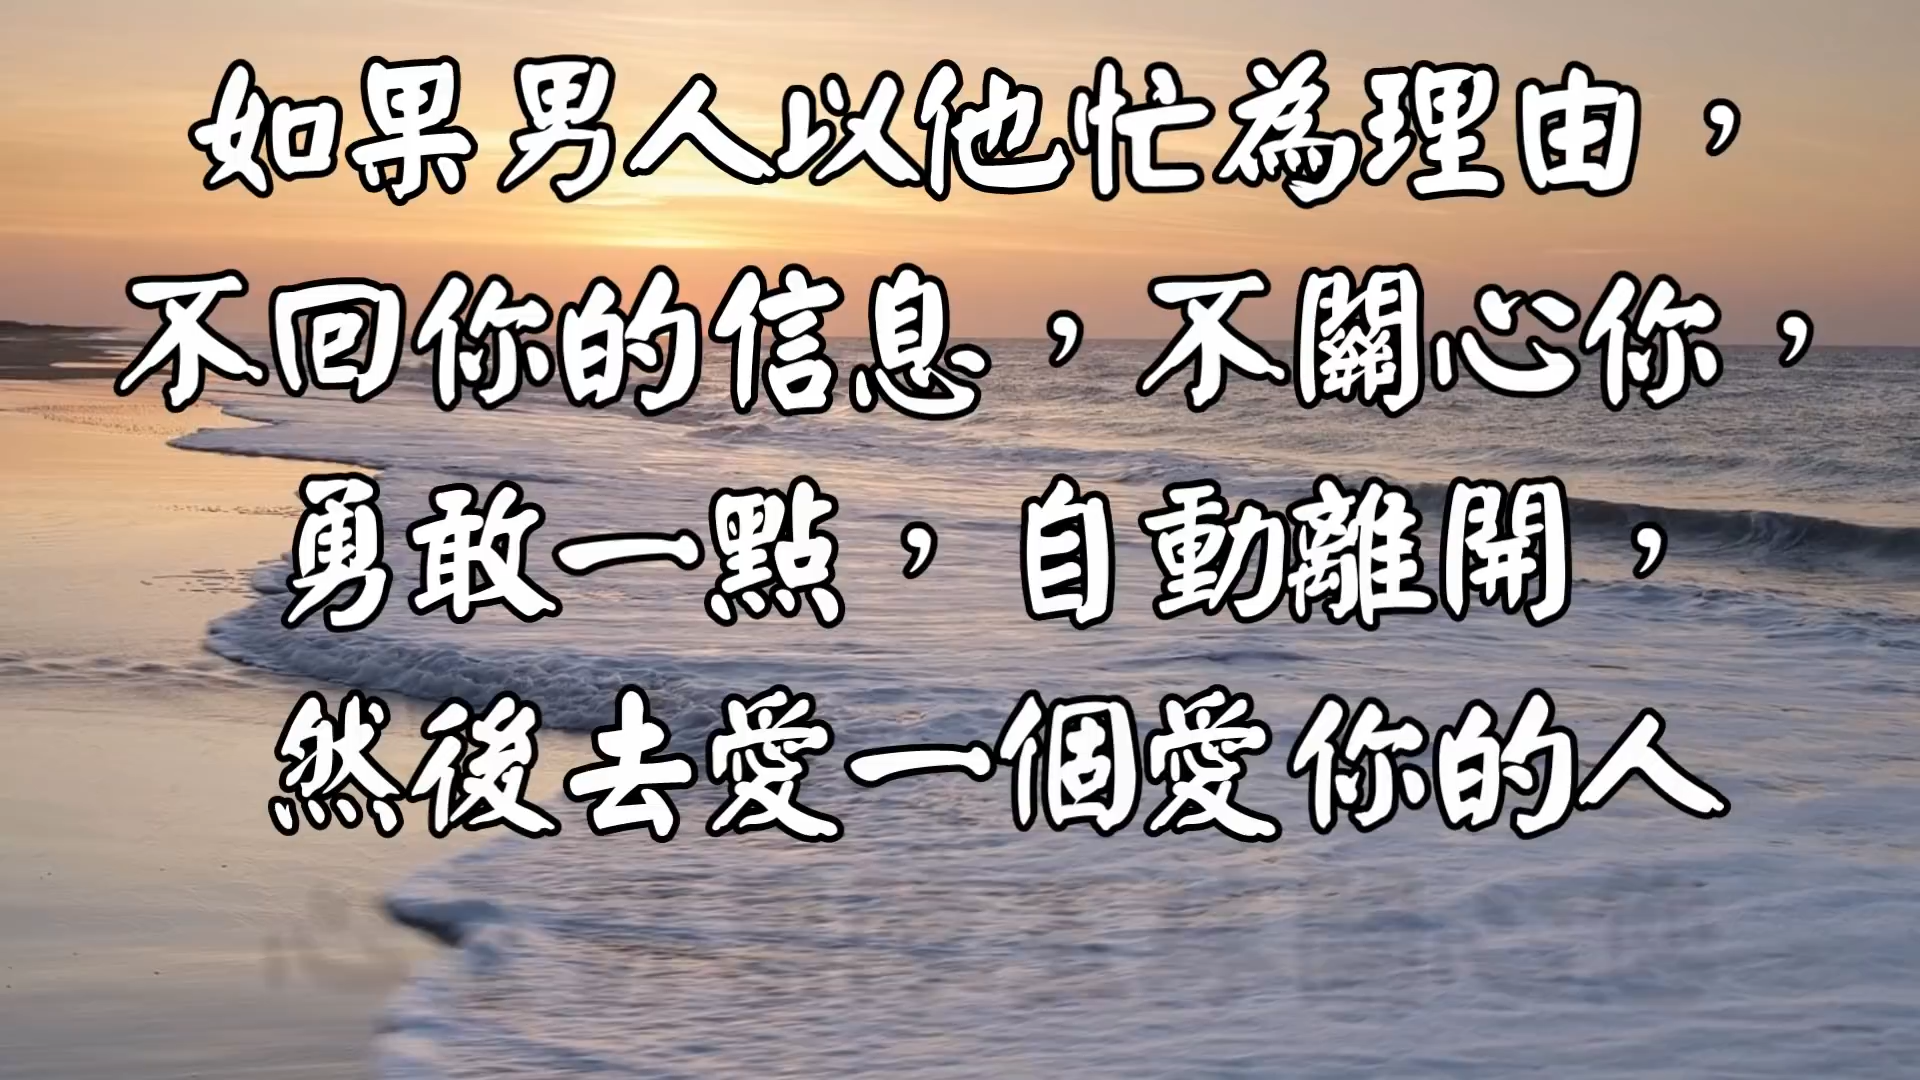 如果男人以他忙為理由，
不回你的信息，不關心你，
勇敢一點，自動離開，
然後去愛一個愛你的人